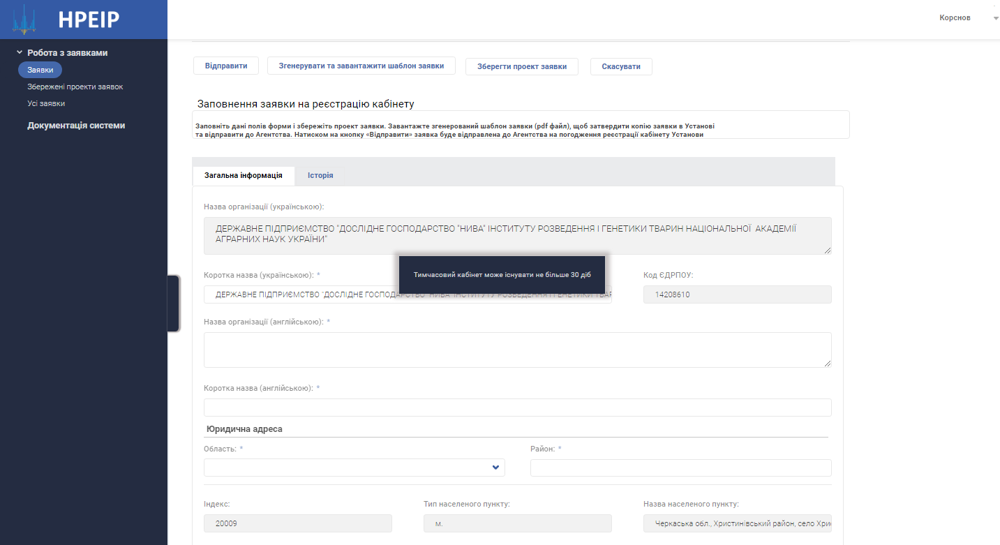 НРЕІР
Корснов
Робота з заявками
Заявки
Збережені проекти заявок
Усі заявки
Документація системи
Відправити
Згенерувати та завантажити шаблон заявки
Зберегти проект заявки
Скасувати
Заповнення заявки на реєстрацію кабінету
Заповніть дані полів форми і збережіть проект заявки. Завантажте згенерований шаблон заявки (pdf файл), щоб затвердити копію заявки в Установі
та відправити до Агентства. Натиском на кнопку «Відправити» заявка буде відправлена до Агентства на погодження реєстрації кабінету Установи
Загальна інформація
Історія
Назва організації (українською):
ДЕРЖАВНЕ ПІДПРИЄМСТВО "ДОСЛІДНЕ ГОСПОДАРСТВО "НИВА" ІНСТИТУТУ РОЗВЕДЕННЯ І ГЕНЕТИКИ ТВАРИН НАЦІОНАЛЬНОЇ АКАДЕМІЇ
АГРАРНИХ НАУК УКРАЇНИ"
Тимчасовий кабінет може існувати не більше 30 діб
Коротка назва (українською): *
Код ЄДРПОУ:
ДЕРЖАВНЕ ПІДПРИЄМСТВО "ДОСЛІДНЕ ГОСПОДАРСТВО "НИВА" ІНСТИТУТУ РОЗВЕДЕННЯ І ГЕНЕТИКИ ТВАР
14208610
Назва організації (англійською): *
Коротка назва (англійською): *
Юридична адреса
Область: *
Район: *
Індекс:
Тип населеного пункту:
Назва населеного пункту:
20009
м.
Черкаська обл., Христинівський район, село Хри